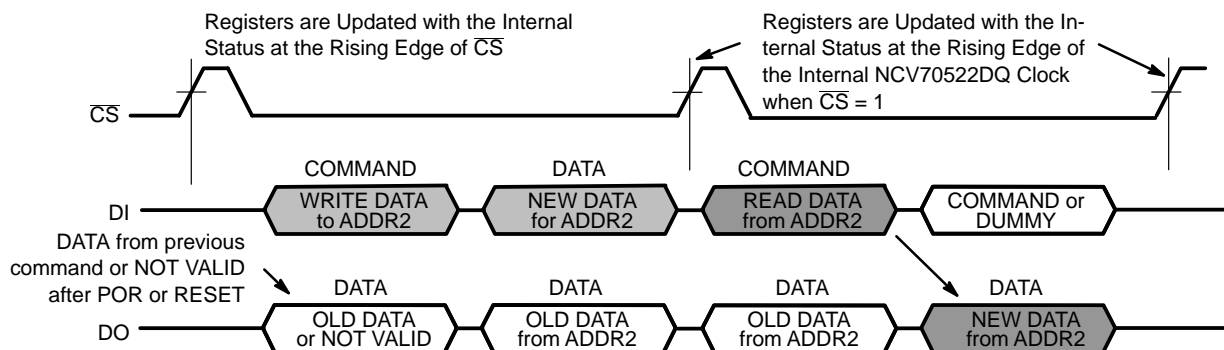 Registers are Updated with the Internal
Status at the Rising Edge of CS
Registers are Updated with the In-
ternal Status at the Rising Edge of
the Internal NCV70522DQ Clock
when CS = 1
CS
COMMAND
DATA
COMMAND
DI
WRITE DATA
to ADDR2
NEW DATA
for ADDR2
READ DATA
from ADDR2
COMMAND or
DUMMY
DATA from previous
command or NOT VALID
after POR or RESET
DATA
DATA
DATA
DATA
DO
OLD DATA
or NOT VALID
OLD DATA
from ADDR2
OLD DATA
from ADDR2
NEW DATA
from ADDR2